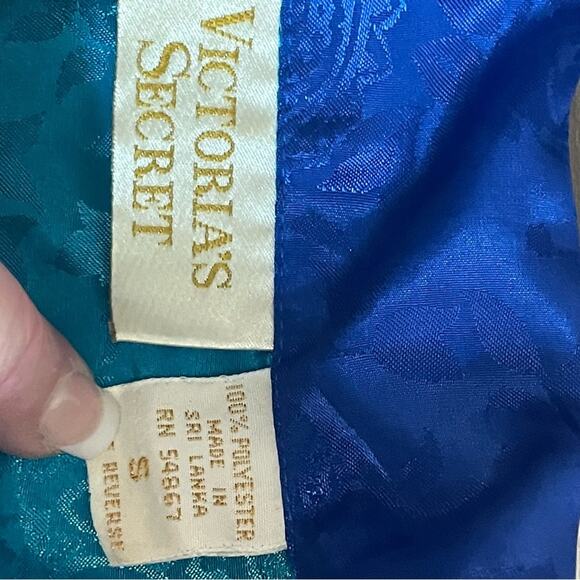 VICTORIA'S
SECRET
100% POLYESTER
MADE IN
SRI LANKA
RN 54867
S
REVERSE